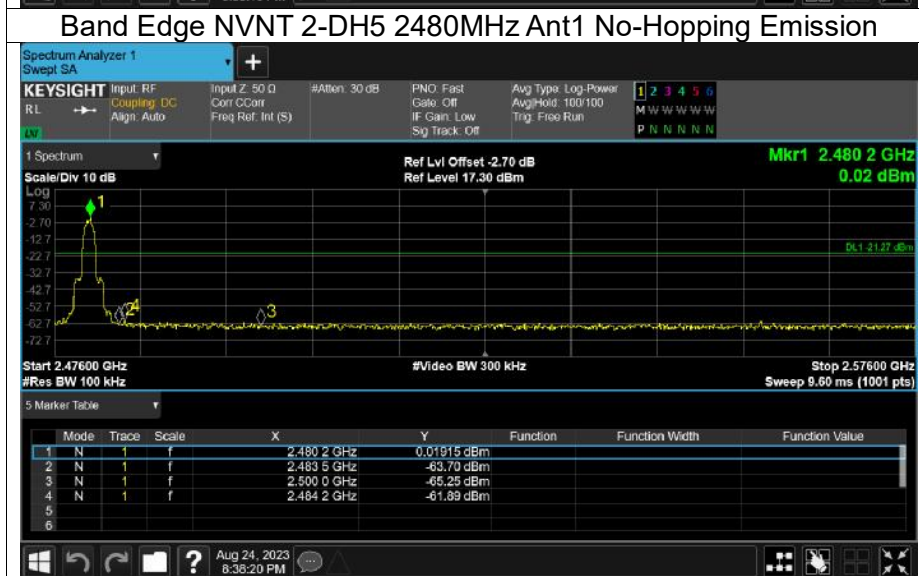 Band Edge NVNT 2-DH5 2480MHz Ant1 No-Hopping Emission
Spectrum Analyzer 1
Swept SA
+
KEYSIGHT Input: RF Input Z: 50 Ω #Atten: 30 dB PNO: Fast Avg Type: Log-Power 1 2 3 4 5 6
RL Coupling: DC Corr CCorr Gate: Off Avg|Hold: 100/100 M W W W W W
Align: Auto Freq Ref: Int (S) IF Gain: Low Trig: Free Run
Sig Track: Off P N N N N N
1 Spectrum Ref Lvl Offset -2.70 dB Mkr1 2.480 2 GHz
Scale/Div 10 dB Ref Level 17.30 dBm 0.02 dBm
Log
7.30
1
-2.70
-12.7
DL1 -21.27 dBm
-22.7
-32.7
-42.7
-52.7
2 4 3
-62.7
-72.7
Start 2.47600 GHz #Video BW 300 kHz Stop 2.57600 GHz
#Res BW 100 kHz Sweep 9.60 ms (1001 pts)
5 Marker Table
Mode Trace Scale X Y Function Function Width Function Value
1 N 1 f 2.480 2 GHz 0.01915 dBm
2 N 1 f 2.483 5 GHz -63.70 dBm
3 N 1 f 2.500 0 GHz -65.25 dBm
4 N 1 f 2.484 2 GHz -61.89 dBm
5
6
? Aug 24, 2023
8:38:20 PM